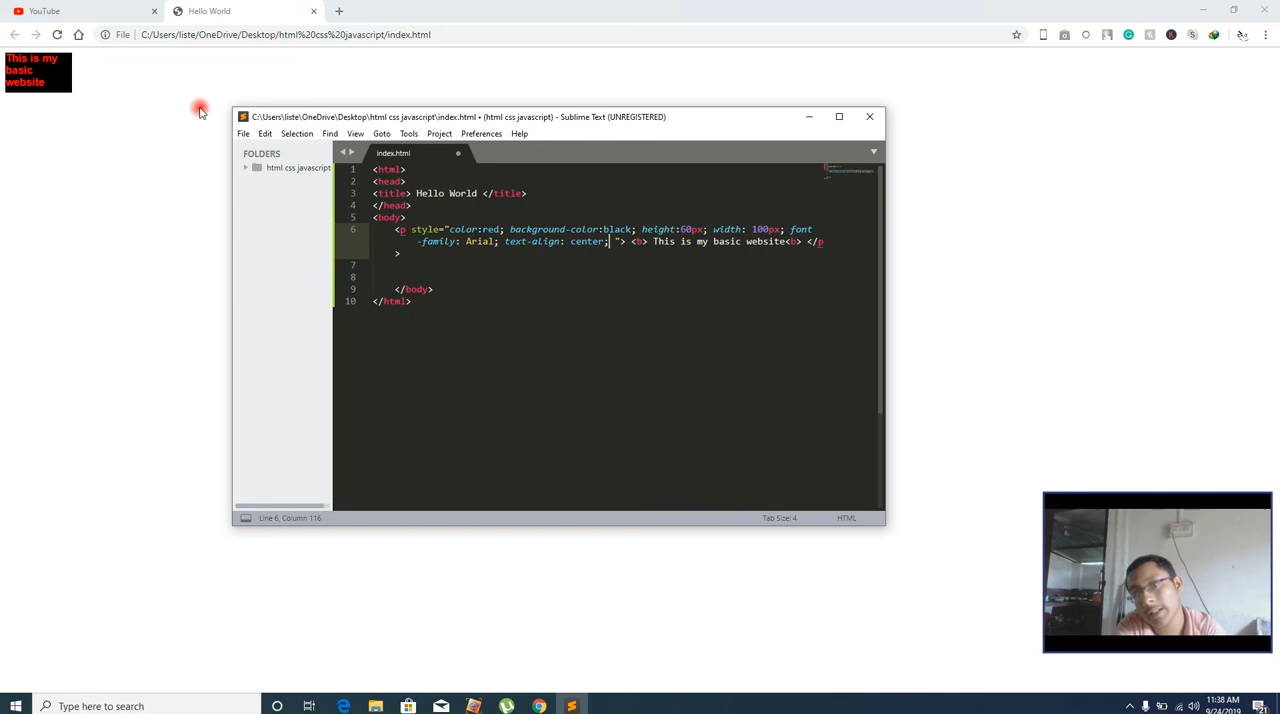 YouTube
Hello World
File
C:/Users/liste/OneDrive/Desktop/html%20css%20javascript/index.html
This is my
basic
website
C:\Users\liste\OneDrive\Desktop\html css javascript\index.html • (html css javascript) - Sublime Text (UNREGISTERED)
File Edit Selection Find View Goto Tools Project Preferences Help
FOLDERS
html css javascript
index.html
1 <html>
2 <head>
3 <title> Hello World </title>
4 </head>
5 <body>
6 <p style="color:red; background-color:black; height:60px; width: 100px; font
-family: Arial; text-align: center; "> <b> This is my basic website<b> </p
>
7
8
9 </body>
10 </html>
Line 6, Column 116
Tab Size: 4
HTML
Type here to search
11:38 AM
9/24/2019
21